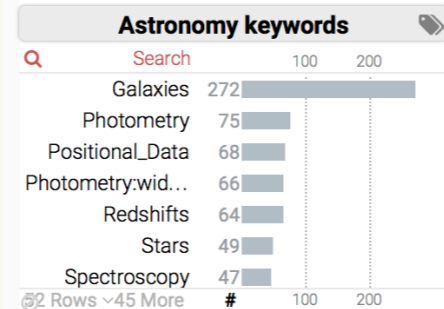 Astronomy keywords
Search 100 200
Galaxies 272
Photometry 75
Positional_Data 68
Photometry:wid... 66
Redshifts 64
Stars 49
Spectroscopy 47
52 Rows 45 More # 100 200